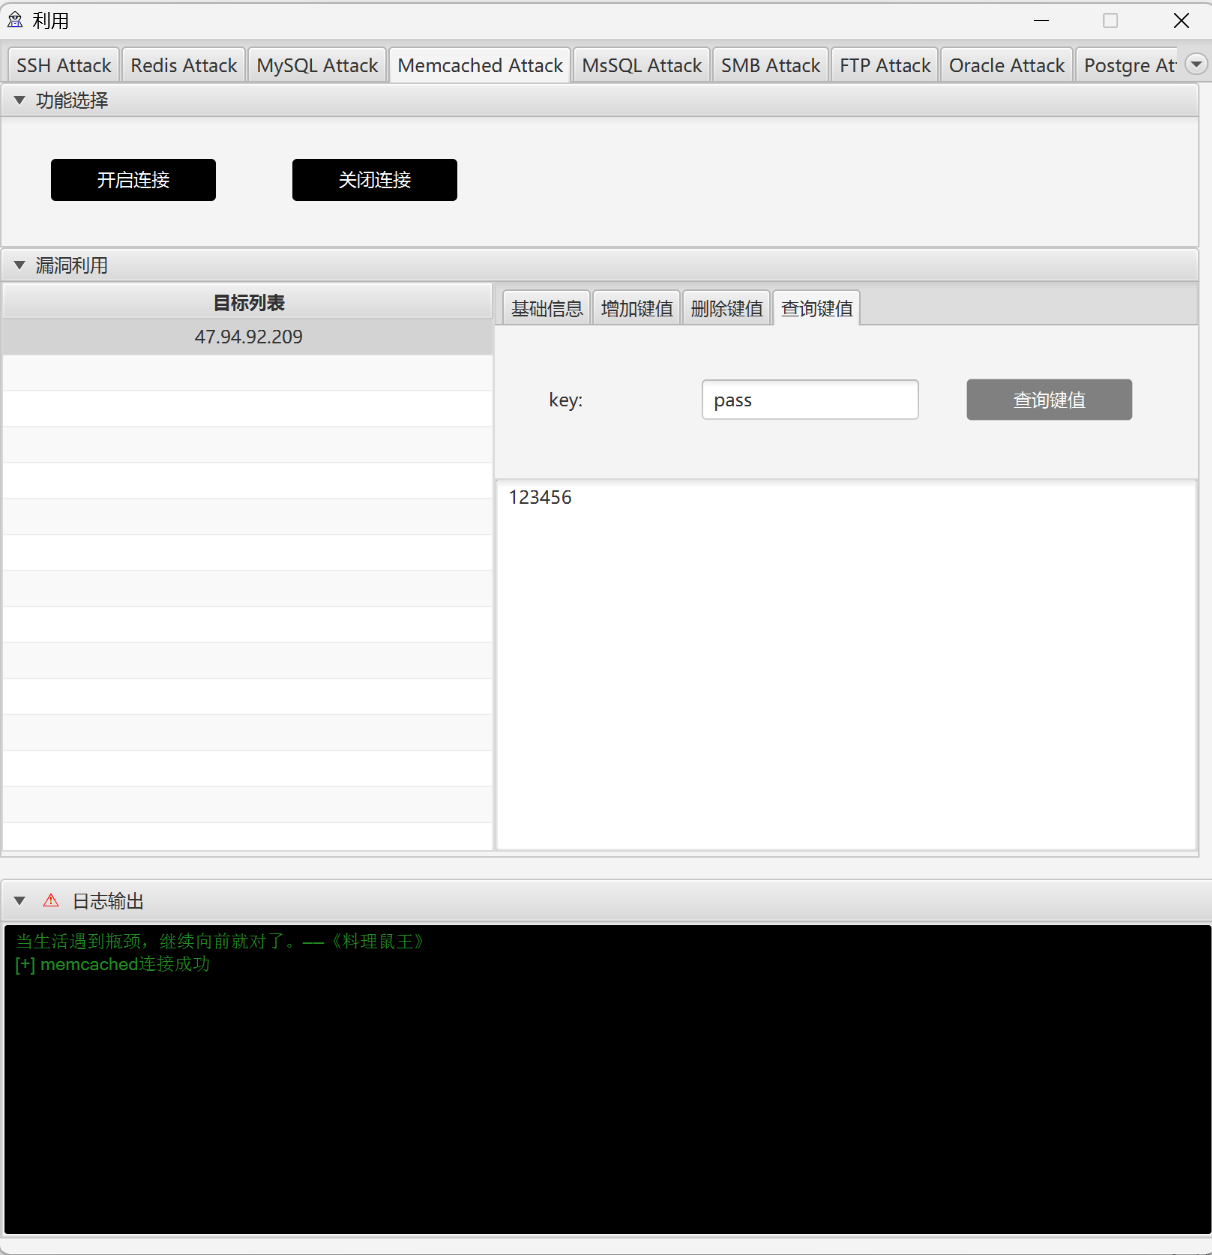 利用
SSH Attack Redis Attack MySQL Attack Memcached Attack MsSQL Attack SMB Attack FTP Attack Oracle Attack Postgre At
功能选择
开启连接 关闭连接
漏洞利用
目标列表
47.94.92.209
基础信息 增加键值 删除键值 查询键值
key: pass 查询键值
123456
日志输出
当生活遇到瓶颈，继续向前就对了。——《料理鼠王》
[+] memcached连接成功